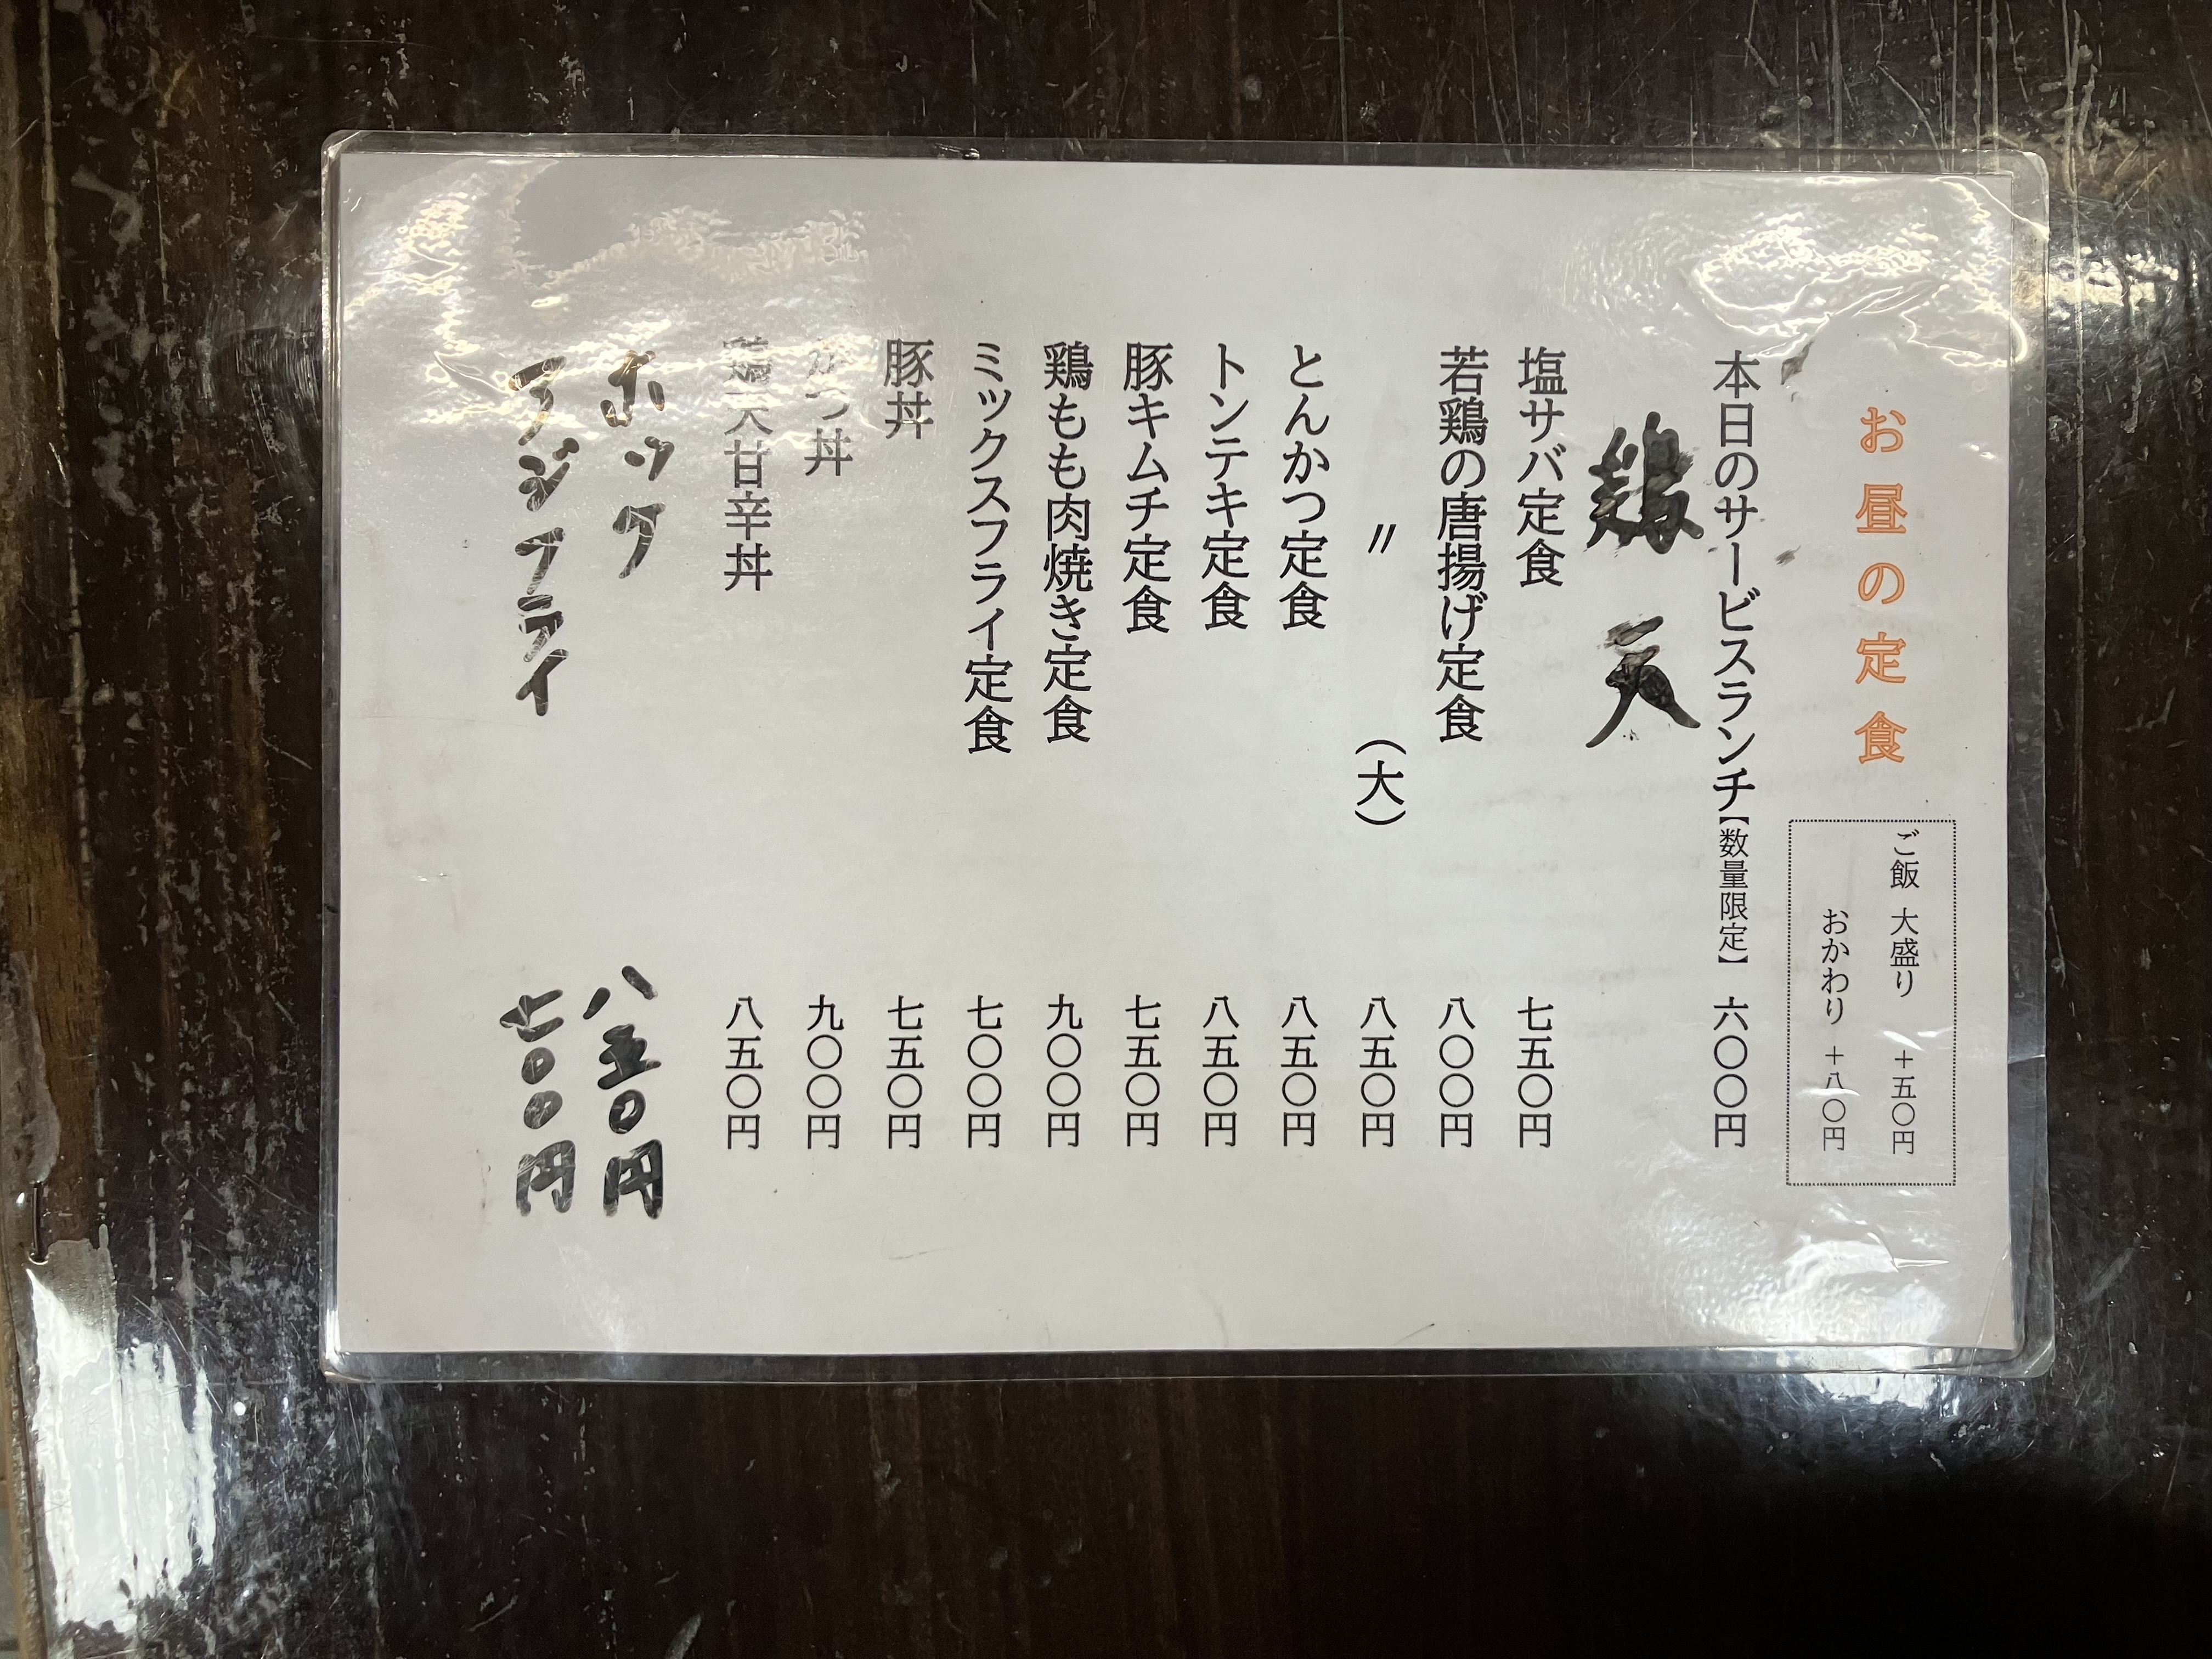 お昼の定食
ご飯 大盛り ＋五〇円
おかわり ＋八〇円
本日のサービスランチ【数量限定】 六〇〇円
鶏天
塩サバ定食 七五〇円
若鶏の唐揚げ定食 八〇〇円
〃 （大） 八五〇円
とんかつ定食 八五〇円
トンテキ定食 八五〇円
豚キムチ定食 七五〇円
鶏もも肉焼き定食 九〇〇円
ミックスフライ定食 七〇〇円
豚丼 七五〇円
かつ丼 九〇〇円
鶏天甘辛丼 八五〇円
ホッケ 八五〇円
アジフライ 七〇〇円